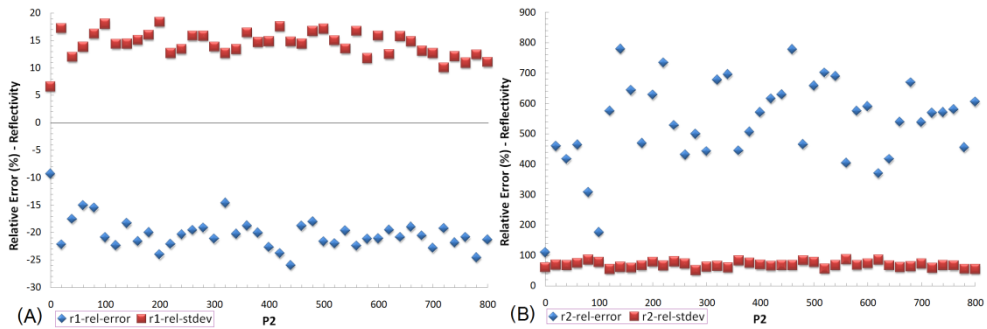 Relative Error (%) - Reflectivity
20
15
10
5
0
-5
-10
-15
-20
-25
-30
0 100 200 300 400 500 600 700 800
P2
(A)
r1-rel-error r1-rel-stdev
Relative Error (%) - Reflectivity
900
800
700
600
500
400
300
200
100
0
0 100 200 300 400 500 600 700 800
P2
(B)
r2-rel-error r2-rel-stdev